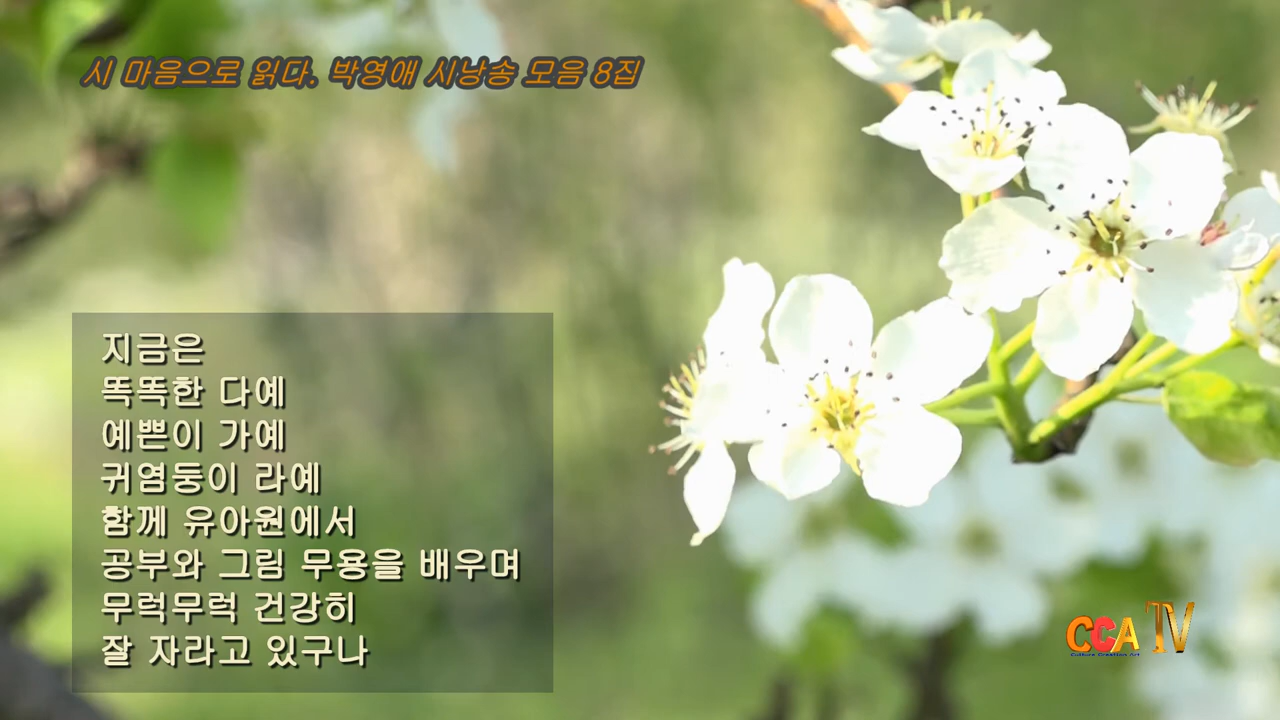 시 마음으로 읽다. 박영애 시낭송 모음 8집
지금은
똑똑한 다예
예쁜이 가예
귀염둥이 라예
함께 유아원에서
공부와 그림 무용을 배우며
무럭무럭 건강히
잘 자라고 있구나
CCA TV
Culture Creation Art